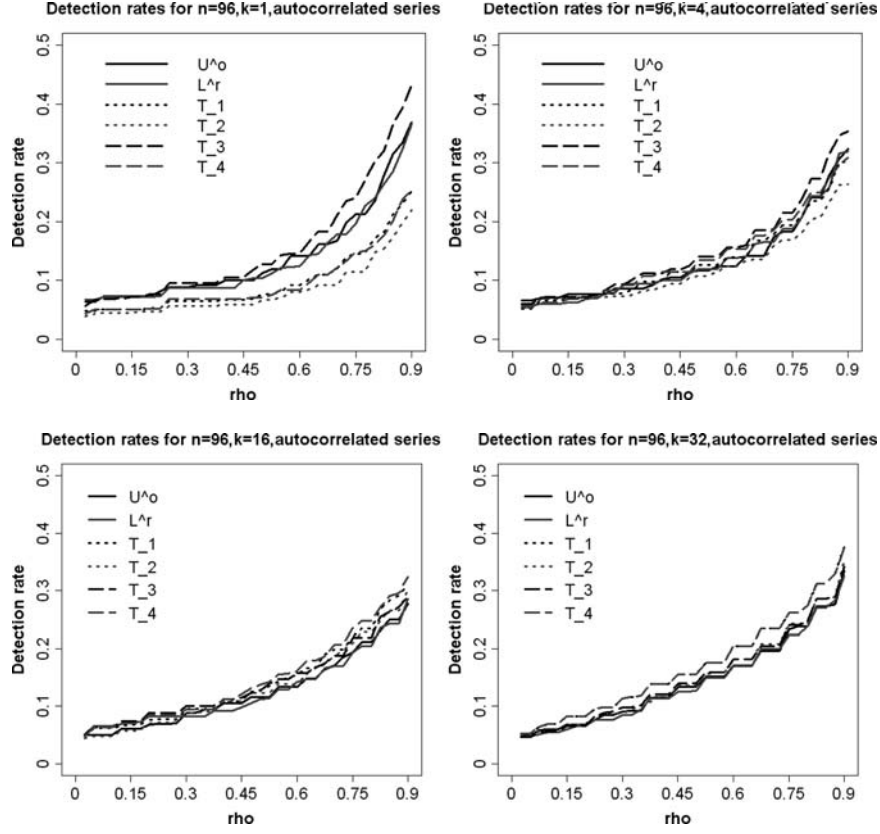 Detection rates for n=96,k=1,autocorrelated series
0.5
0.4
0.3
0.2
0.1
0
Detection rate
U^o
L^r
T_1
T_2
T_3
T_4
0
0.15
0.3
0.45
0.6
0.75
0.9
rho
Detection rates for n=96,k=4,autocorrelated series
0.5
0.4
0.3
0.2
0.1
0
Detection rate
U^o
L^r
T_1
T_2
T_3
T_4
0
0.15
0.3
0.45
0.6
0.75
0.9
rho
Detection rates for n=96,k=16,autocorrelated series
0.5
0.4
0.3
0.2
0.1
0
Detection rate
U^o
L^r
T_1
T_2
T_3
T_4
0
0.15
0.3
0.45
0.6
0.75
0.9
rho
Detection rates for n=96,k=32,autocorrelated series
0.5
0.4
0.3
0.2
0.1
0
Detection rate
U^o
L^r
T_1
T_2
T_3
T_4
0
0.15
0.3
0.45
0.6
0.75
0.9
rho